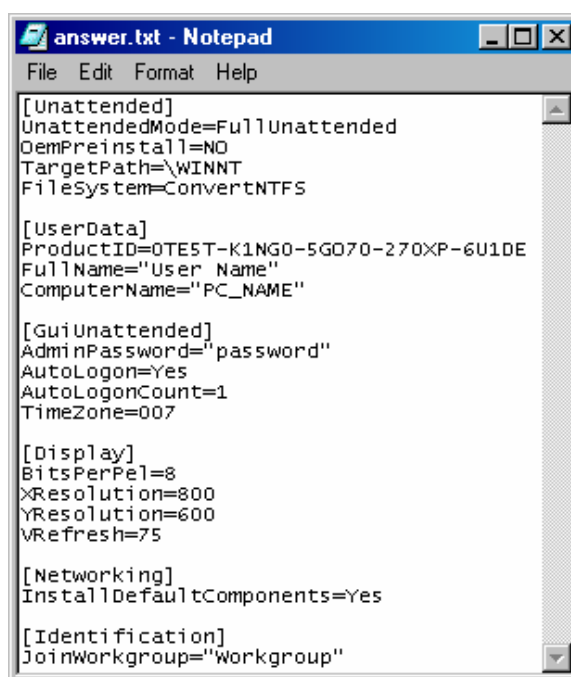 answer.txt - Notepad
File Edit Format Help
[Unattended]
UnattendedMode=FullUnattended
OemPreinstall=NO
TargetPath=\WINNT
FileSystem=ConvertNTFS
[UserData]
ProductID=0TE5T-K1NG0-5GO70-270XP-6U1DE
FullName="User Name"
ComputerName="PC_NAME"
[GuiUnattended]
AdminPassword="password"
AutoLogon=Yes
AutoLogonCount=1
TimeZone=007
[Display]
BitsPerPel=8
XResolution=800
YResolution=600
VRefresh=75
[Networking]
InstallDefaultComponents=Yes
[Identification]
JoinWorkgroup="Workgroup"